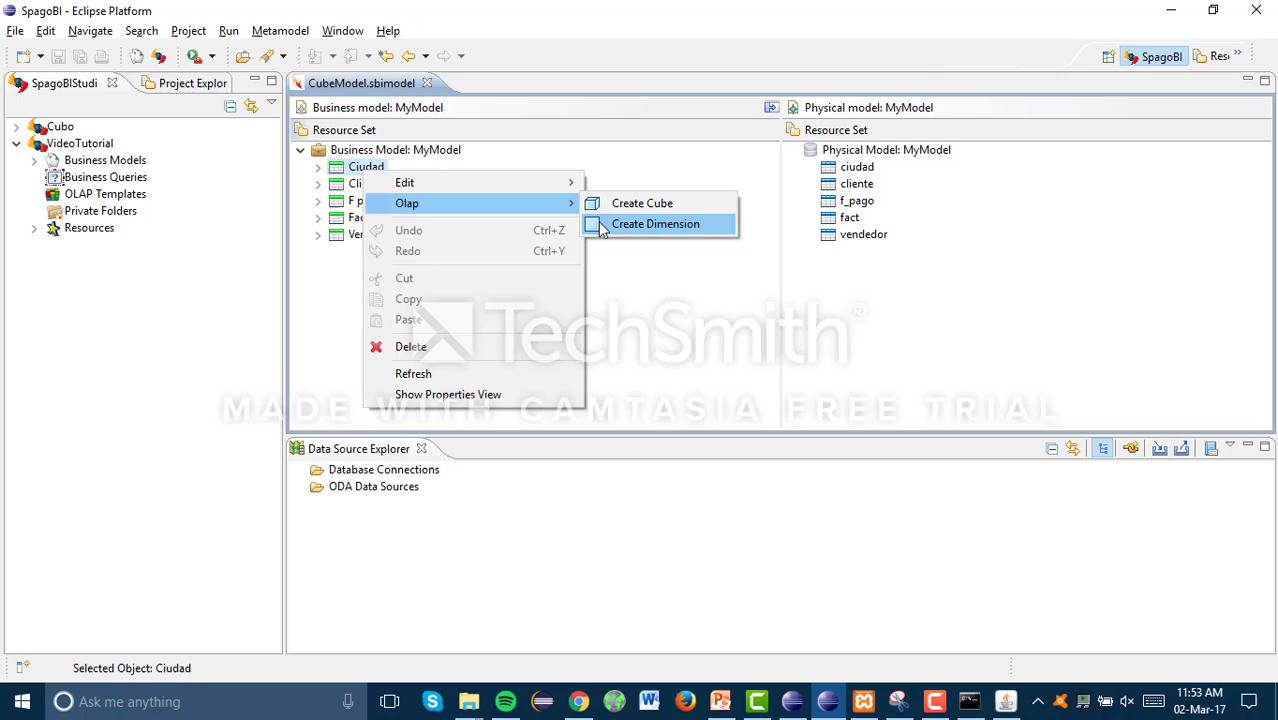 SpagoBI - Eclipse Platform
File Edit Navigate Search Project Run Metamodel Window Help
SpagoBI
SpagoBIStudi Project Explor
CubeModel.sbimodel
Business model: MyModel
Physical model: MyModel
Resource Set
Resource Set
Cubo
VideoTutorial
Business Models
Business Queries
OLAP Templates
Private Folders
Resources
Business Model: MyModel
Ciudad
Physical Model: MyModel
ciudad
cliente
f_pago
fact
vendedor
Edit
Olap
Create Cube
Create Dimension
Undo Ctrl+Z
Redo Ctrl+Y
Cut
Copy
Paste
Delete
Refresh
Show Properties View
TechSmith®
MADE WITH CAMTASIA FREE TRIAL
Data Source Explorer
Database Connections
ODA Data Sources
Selected Object: Ciudad
Ask me anything
11:53 AM
02-Mar-17